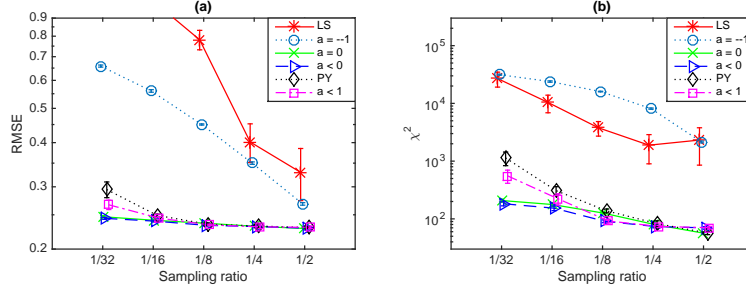 (a)
0.9
0.8
0.7
0.6
0.5
0.4
0.3
0.2
RMSE
1/32 1/16 1/8 1/4 1/2
Sampling ratio
LS
a = --1
a = 0
a < 0
PY
a < 1
(b)
10^5
10^4
10^3
10^2
χ^2
1/32 1/16 1/8 1/4 1/2
Sampling ratio
LS
a = --1
a = 0
a < 0
PY
a < 1